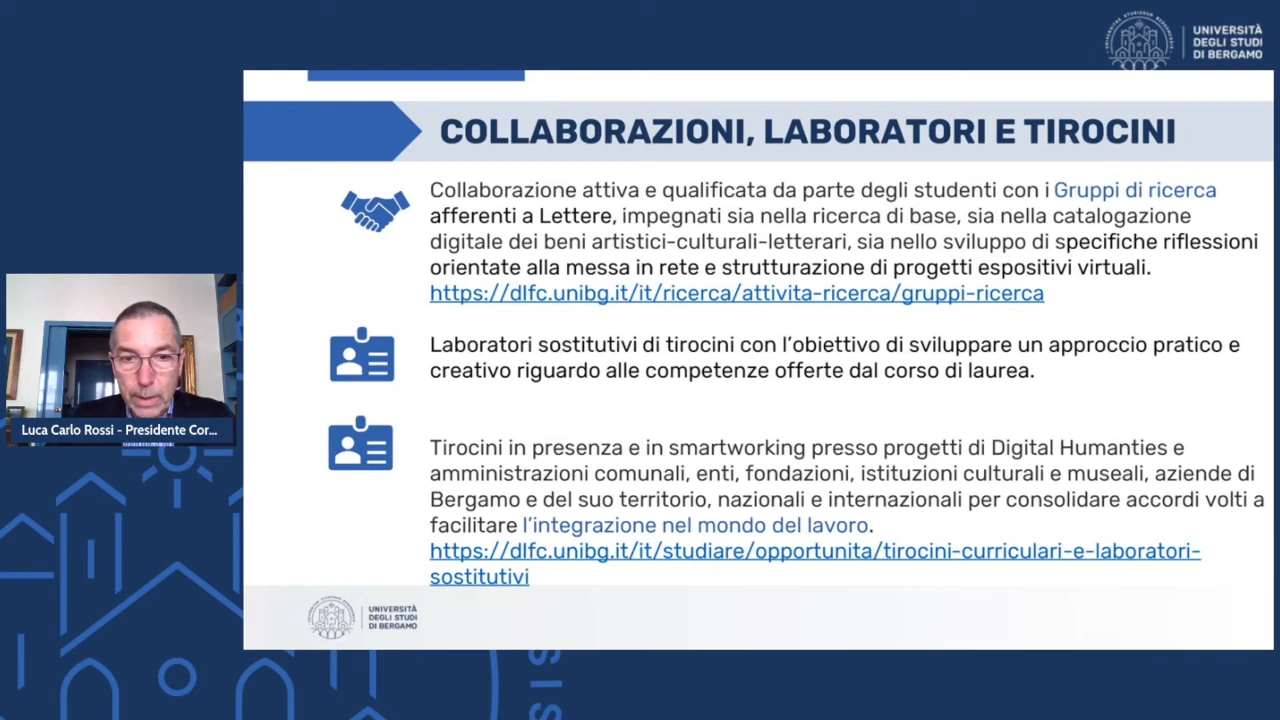 UNIVERSITÀ
DEGLI STUDI
DI BERGAMO
COLLABORAZIONI, LABORATORI E TIROCINI
Collaborazione attiva e qualificata da parte degli studenti con i Gruppi di ricerca
afferenti a Lettere, impegnati sia nella ricerca di base, sia nella catalogazione
digitale dei beni artistici-culturali-letterari, sia nello sviluppo di specifiche riflessioni
orientate alla messa in rete e strutturazione di progetti espositivi virtuali.
https://dlfc.unibg.it/it/ricerca/attivita-ricerca/gruppi-ricerca
Laboratori sostitutivi di tirocini con l'obiettivo di sviluppare un approccio pratico e
creativo riguardo alle competenze offerte dal corso di laurea.
Tirocini in presenza e in smartworking presso progetti di Digital Humanties e
amministrazioni comunali, enti, fondazioni, istituzioni culturali e museali, aziende di
Bergamo e del suo territorio, nazionali e internazionali per consolidare accordi volti a
facilitare l'integrazione nel mondo del lavoro.
https://dlfc.unibg.it/it/studiare/opportunita/tirocini-curriculari-e-laboratori-
sostitutivi
Luca Carlo Rossi - Presidente Cor...
UNIVERSITÀ
DEGLI STUDI
DI BERGAMO